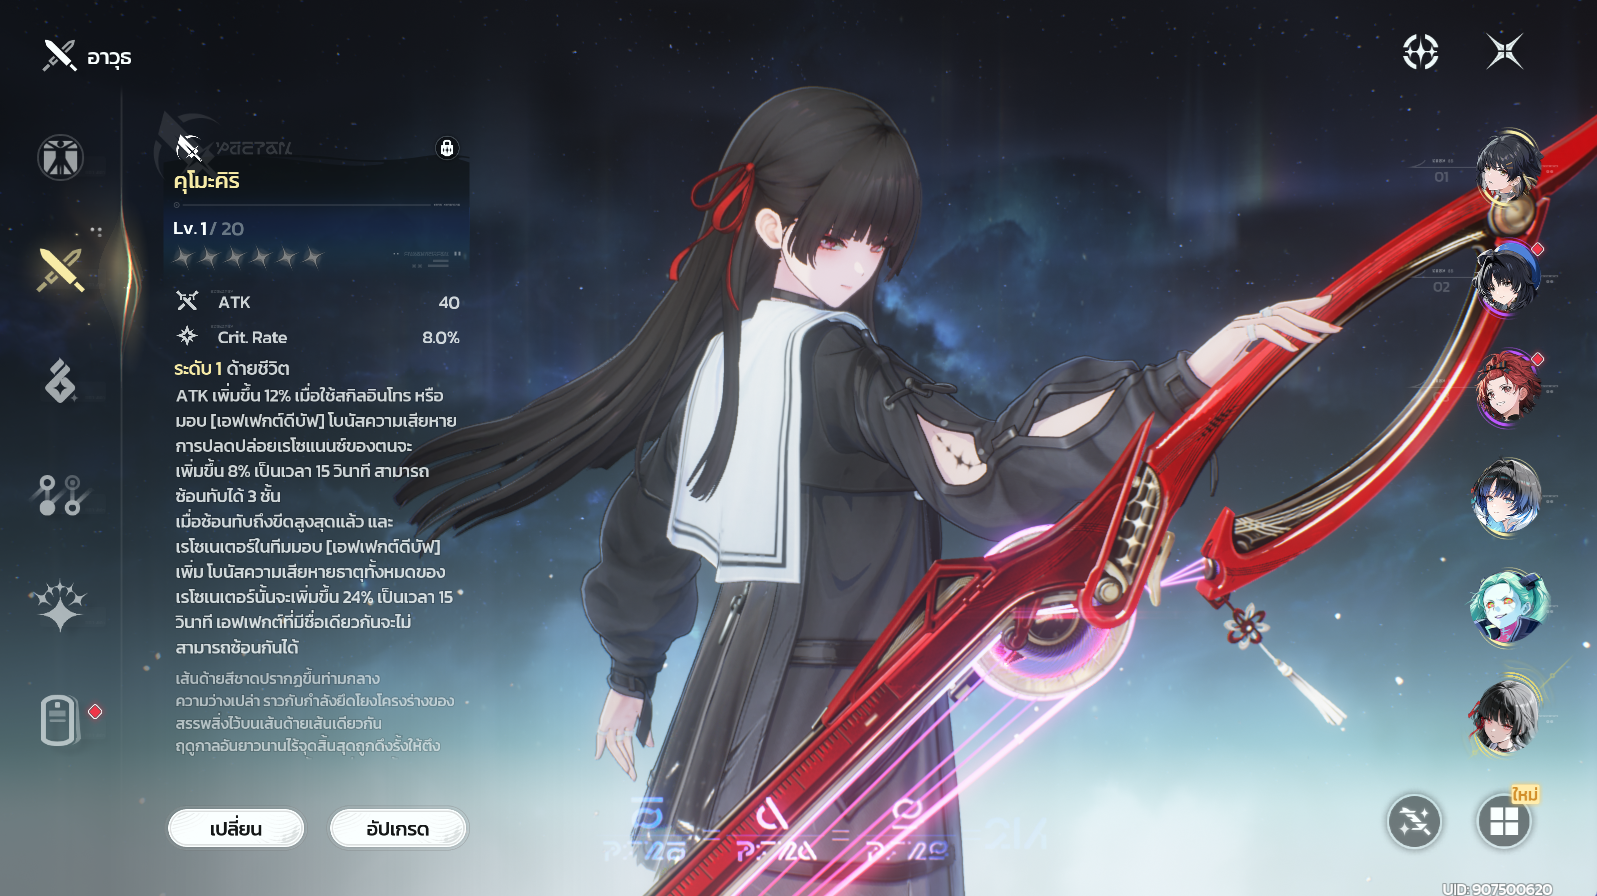 อาวุธ
คุโมะคิริ
Lv. 1 / 20
ATK 40
Crit. Rate 8.0%
ระดับ 1 ด้ายชีวิต
ATK เพิ่มขึ้น 12% เมื่อใช้สกิลอินโทร หรือ
มอบ [เอฟเฟกต์ดีบัฟ] โบนัสความเสียหาย
การปลดปล่อยเรโซแนนซ์ของตนจะ
เพิ่มขึ้น 8% เป็นเวลา 15 วินาที สามารถ
ซ้อนทับได้ 3 ชั้น
เมื่อซ้อนทับถึงขีดสูงสุดแล้ว และ
เรโซเนเตอร์ในทีมมอบ [เอฟเฟกต์ดีบัฟ]
เพิ่ม โบนัสความเสียหายธาตุทั้งหมดของ
เรโซเนเตอร์นั้นจะเพิ่มขึ้น 24% เป็นเวลา 15
วินาที เอฟเฟกต์ที่มีชื่อเดียวกันจะไม่
สามารถซ้อนกันได้
เส้นด้ายสีชาดปรากฏขึ้นท่ามกลาง
ความว่างเปล่า ราวกับกำลังยึดโยงโครงร่างของ
สรรพสิ่งไว้บนเส้นด้ายเส้นเดียวกัน
ฤดูกาลอันยาวนานไร้จุดสิ้นสุดถูกดึงรั้งให้ตึง
เปลี่ยน
อัปเกรด
01
02
ใหม่
UID: 907500620